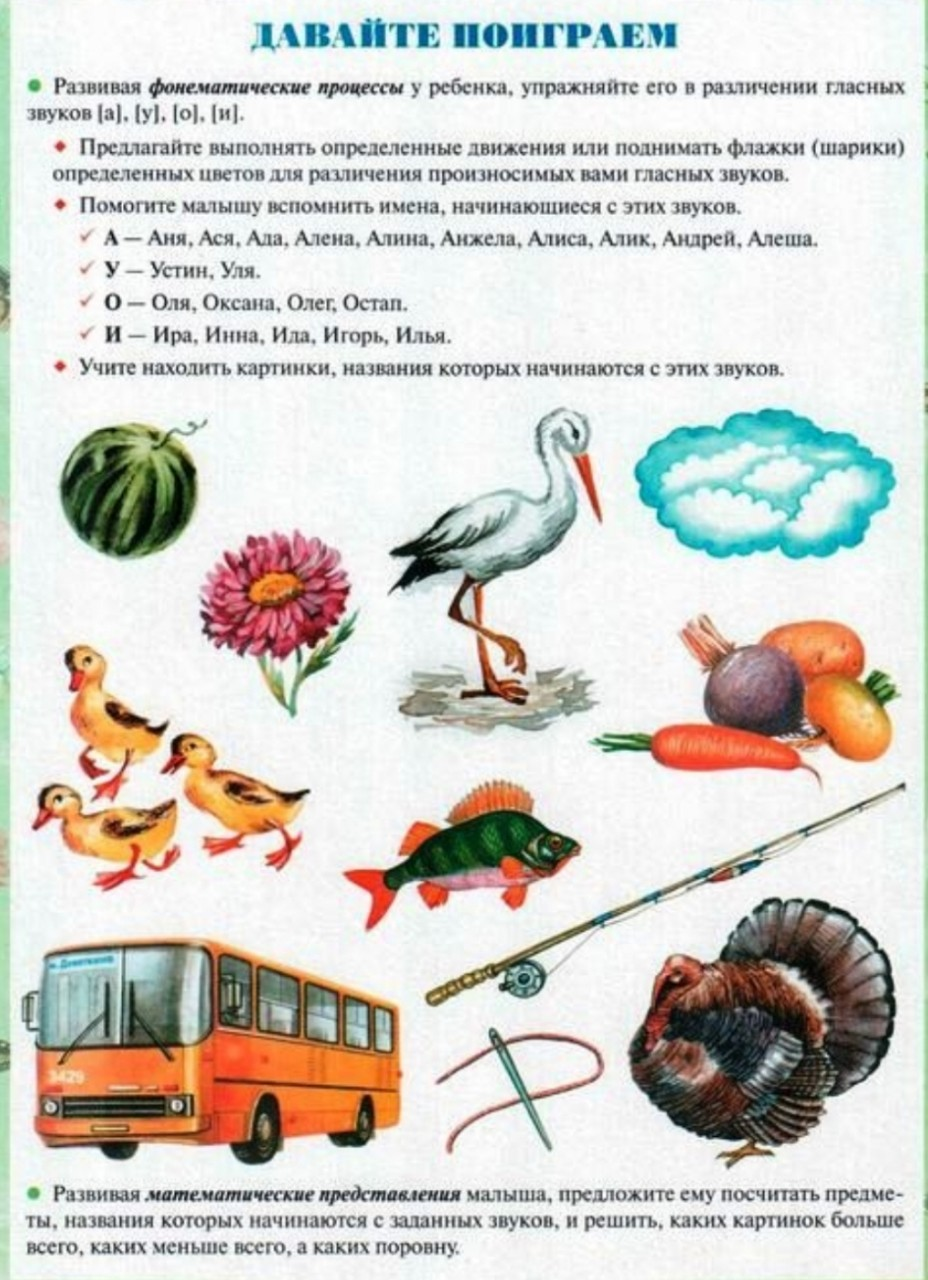 ДАВАЙТЕ ПОИГРАЕМ
• Развивая фонематические процессы у ребенка, упражняйте его в различении гласных
звуков [а], [у], [о], [и].
◆ Предлагайте выполнять определенные движения или поднимать флажки (шарики)
определенных цветов для различения произносимых вами гласных звуков.
◆ Помогите малышу вспомнить имена, начинающиеся с этих звуков.
✓ А — Аня, Ася, Ада, Алена, Алина, Анжела, Алиса, Алик, Андрей, Алеша.
✓ У — Устин, Уля.
✓ О — Оля, Оксана, Олег, Остап.
✓ И — Ира, Инна, Ида, Игорь, Илья.
◆ Учите находить картинки, названия которых начинаются с этих звуков.
3429
• Развивая математические представления малыша, предложите ему посчитать предме-
ты, названия которых начинаются с заданных звуков, и решить, каких картинок больше
всего, каких меньше всего, а каких поровну.